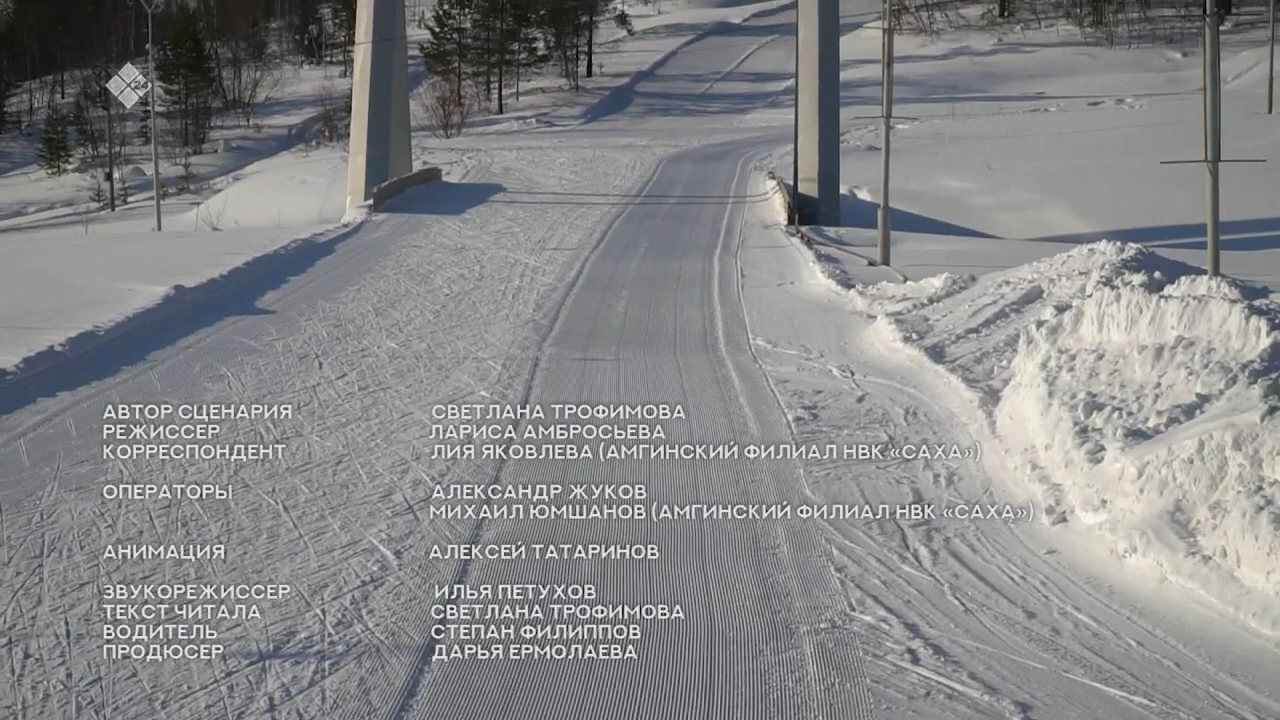 24
АВТОР СЦЕНАРИЯ СВЕТЛАНА ТРОФИМОВА
РЕЖИССЕР ЛАРИСА АМБРОСЬЕВА
КОРРЕСПОНДЕНТ ЛИЯ ЯКОВЛЕВА (АМГИНСКИЙ ФИЛИАЛ НВК «САХА»)
ОПЕРАТОРЫ АЛЕКСАНДР ЖУКОВ
МИХАИЛ ЮМШАНОВ (АМГИНСКИЙ ФИЛИАЛ НВК «САХА»)
АНИМАЦИЯ АЛЕКСЕЙ ТАТАРИНОВ
ЗВУКОРЕЖИССЕР ИЛЬЯ ПЕТУХОВ
ТЕКСТ ЧИТАЛА СВЕТЛАНА ТРОФИМОВА
ВОДИТЕЛЬ СТЕПАН ФИЛИППОВ
ПРОДЮСЕР ДАРЬЯ ЕРМОЛАЕВА